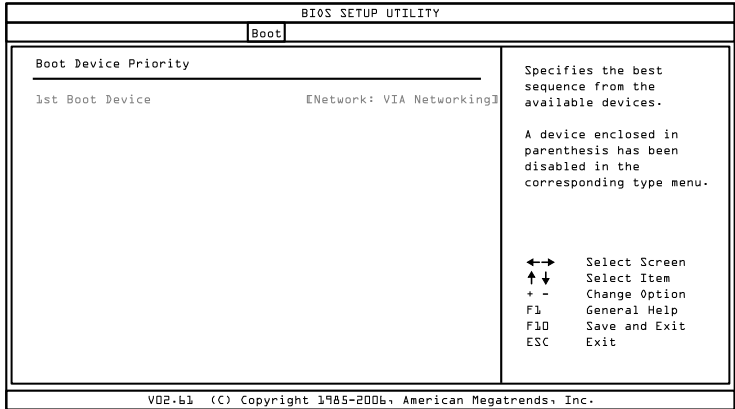 BIOS SETUP UTILITY
Boot
Boot Device Priority
1st Boot Device [Network: VIA Networking]
Specifies the best
sequence from the
available devices.
A device enclosed in
parenthesis has been
disabled in the
corresponding type menu.
←→ Select Screen
↑↓ Select Item
+ - Change Option
F1 General Help
F10 Save and Exit
ESC Exit
V02.61 (C) Copyright 1985-2006, American Megatrends, Inc.